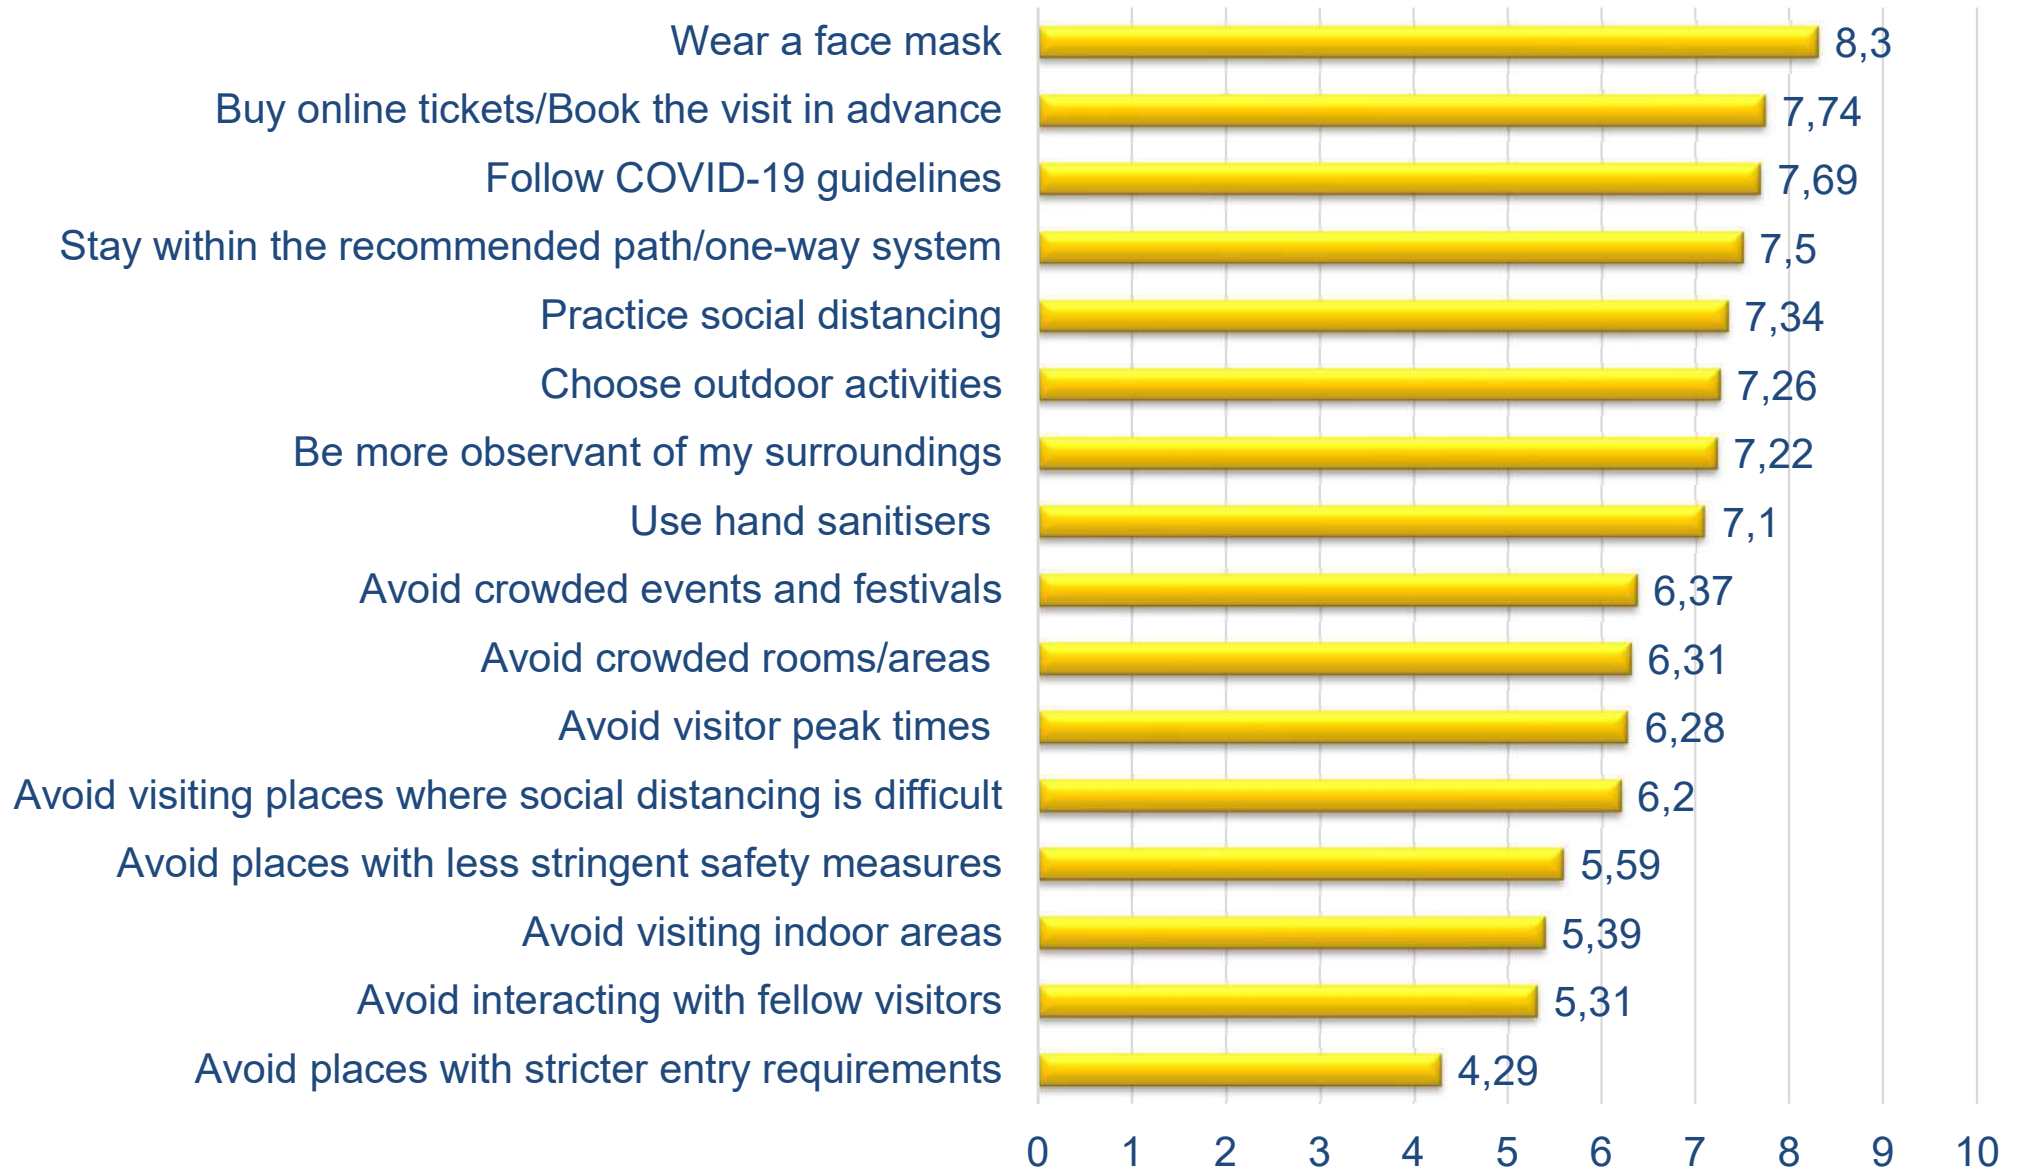 Wear a face mask 8,3
Buy online tickets/Book the visit in advance 7,74
Follow COVID-19 guidelines 7,69
Stay within the recommended path/one-way system 7,5
Practice social distancing 7,34
Choose outdoor activities 7,26
Be more observant of my surroundings 7,22
Use hand sanitisers 7,1
Avoid crowded events and festivals 6,37
Avoid crowded rooms/areas 6,31
Avoid visitor peak times 6,28
Avoid visiting places where social distancing is difficult 6,2
Avoid places with less stringent safety measures 5,59
Avoid visiting indoor areas 5,39
Avoid interacting with fellow visitors 5,31
Avoid places with stricter entry requirements 4,29
0 1 2 3 4 5 6 7 8 9 10